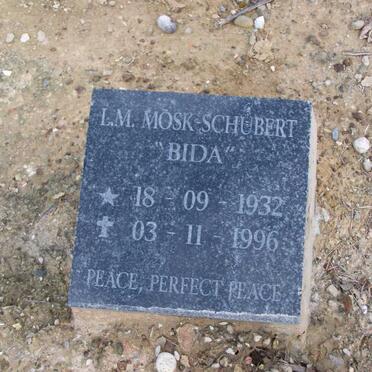 L.M. MOSK-SCHUBERT
"BIDA"
18 - 09 - 1932
03 - 11 - 1996
PEACE, PERFECT PEACE